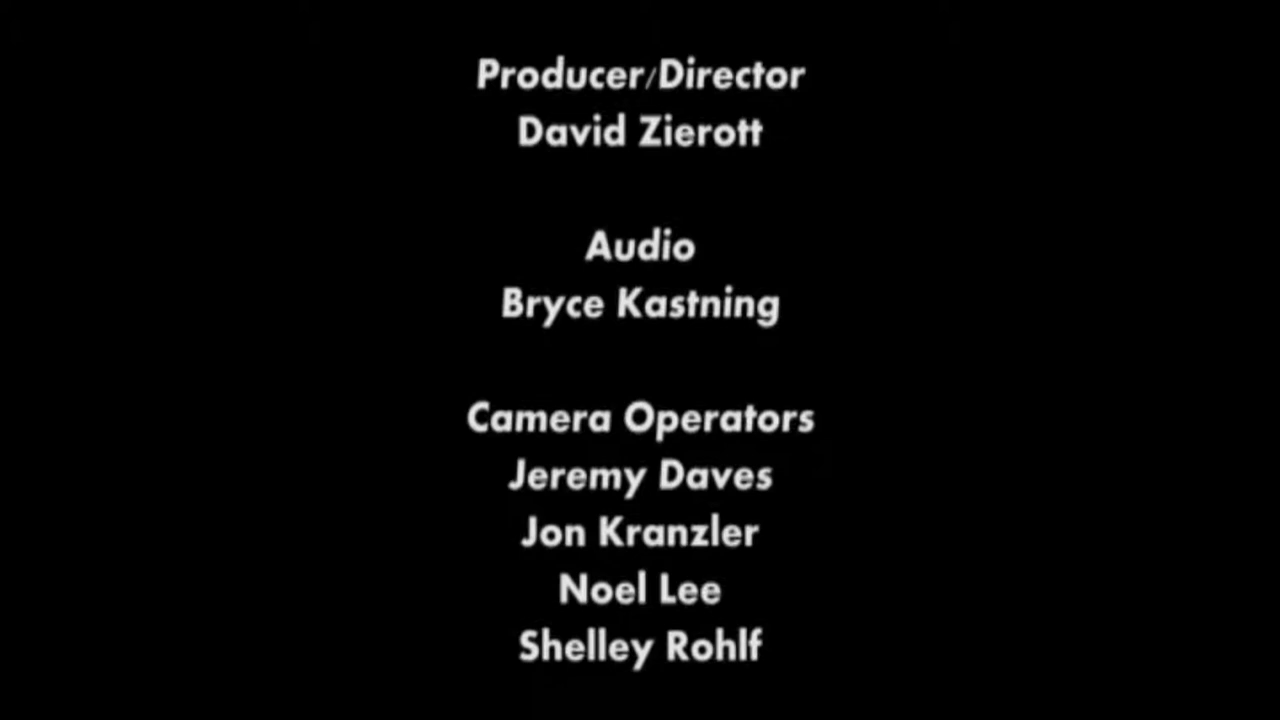 Producer/Director
David Zierott
Audio
Bryce Kastning
Camera Operators
Jeremy Daves
Jon Kranzler
Noel Lee
Shelley Rohlf